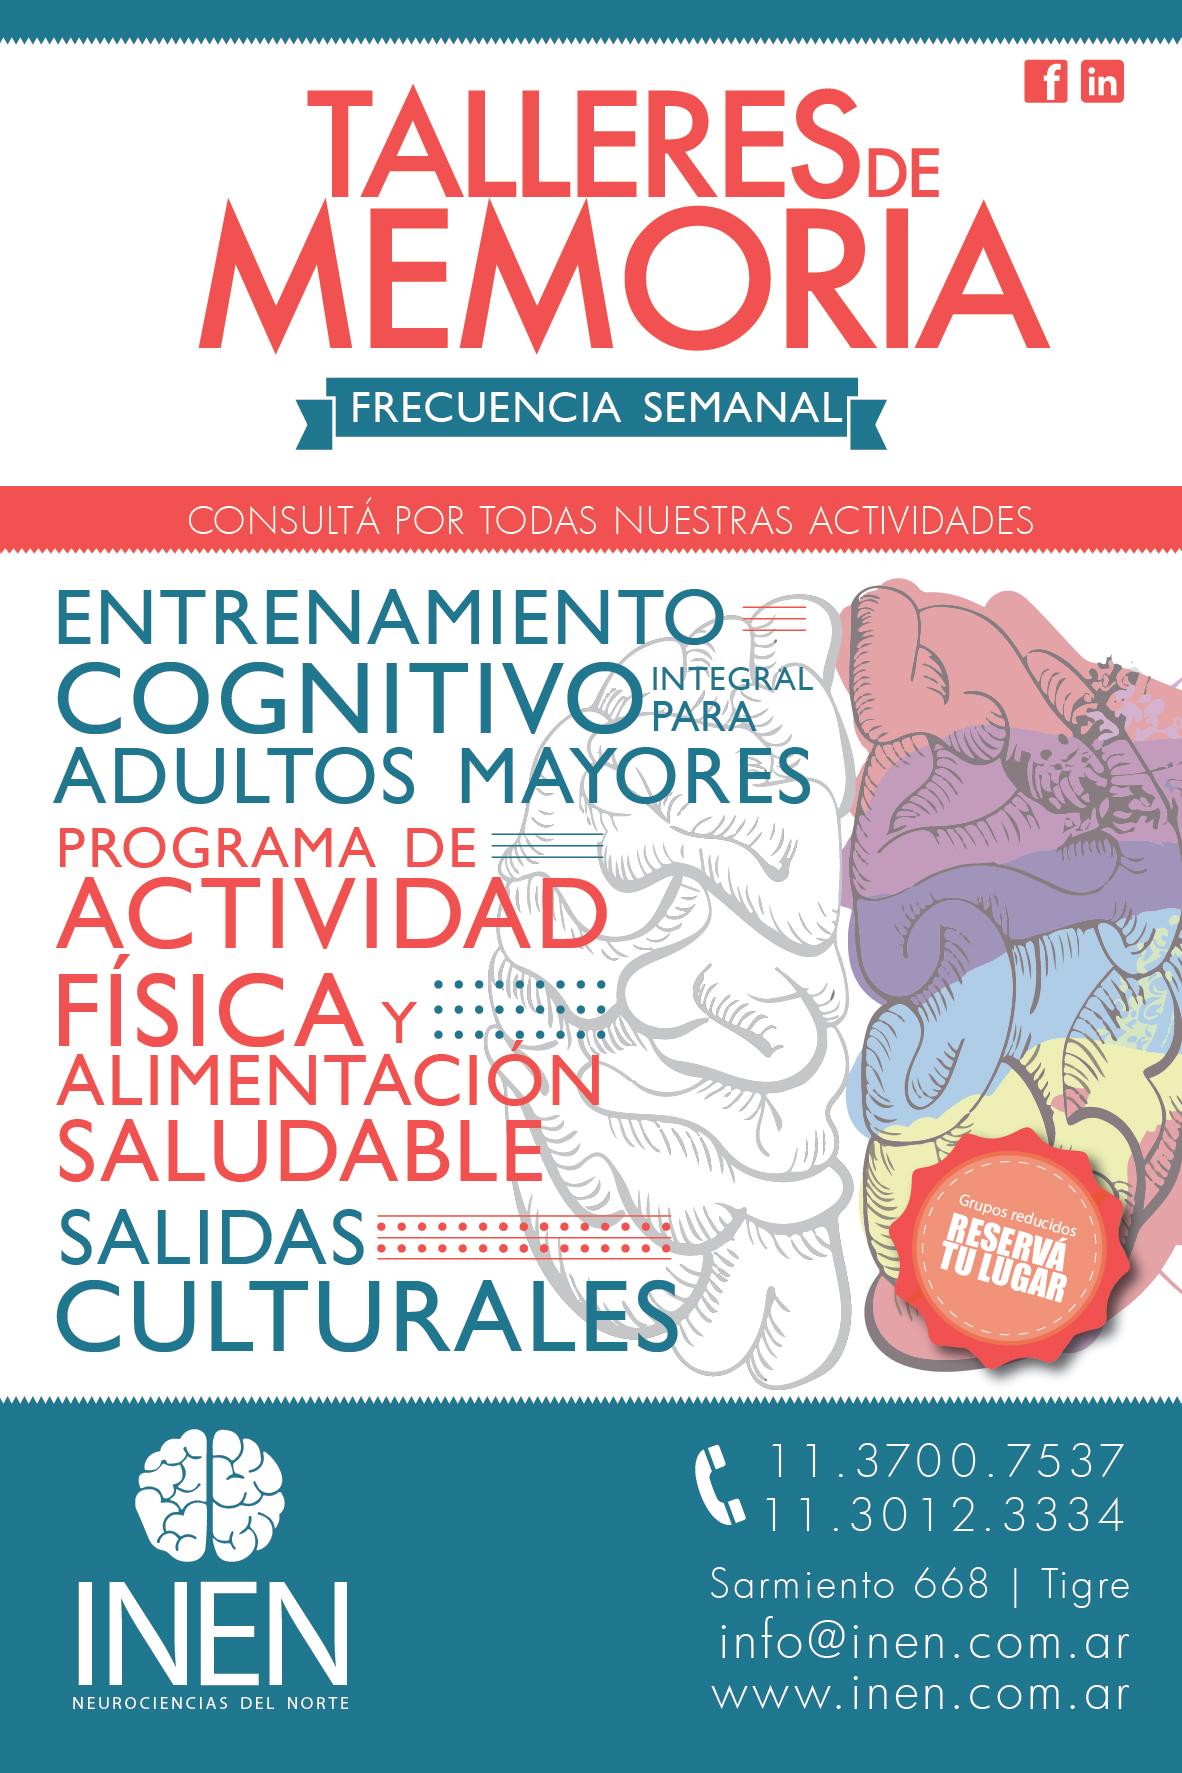 TALLERES DE
MEMORIA
FRECUENCIA SEMANAL
CONSULTÁ POR TODAS NUESTRAS ACTIVIDADES
ENTRENAMIENTO
COGNITIVO INTEGRAL
PARA
ADULTOS MAYORES
PROGRAMA DE
ACTIVIDAD
FÍSICA Y
ALIMENTACIÓN
SALUDABLE
SALIDAS
CULTURALES
Grupos reducidos
RESERVÁ
TU LUGAR
INEN
NEUROCIENCIAS DEL NORTE
11.3700.7537
11.3012.3334
Sarmiento 668 | Tigre
info@inen.com.ar
www.inen.com.ar